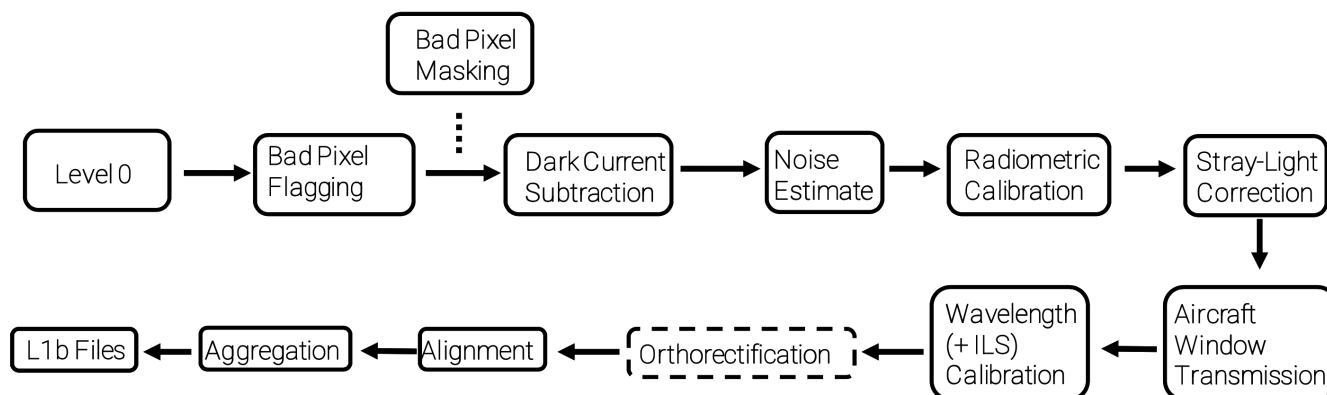 Bad Pixel
Masking
Level 0
Bad Pixel
Flagging
Dark Current
Subtraction
Noise
Estimate
Radiometric
Calibration
Stray-Light
Correction
Aircraft
Window
Transmission
Wavelength
(+ ILS)
Calibration
Orthorectification
Alignment
Aggregation
L1b Files